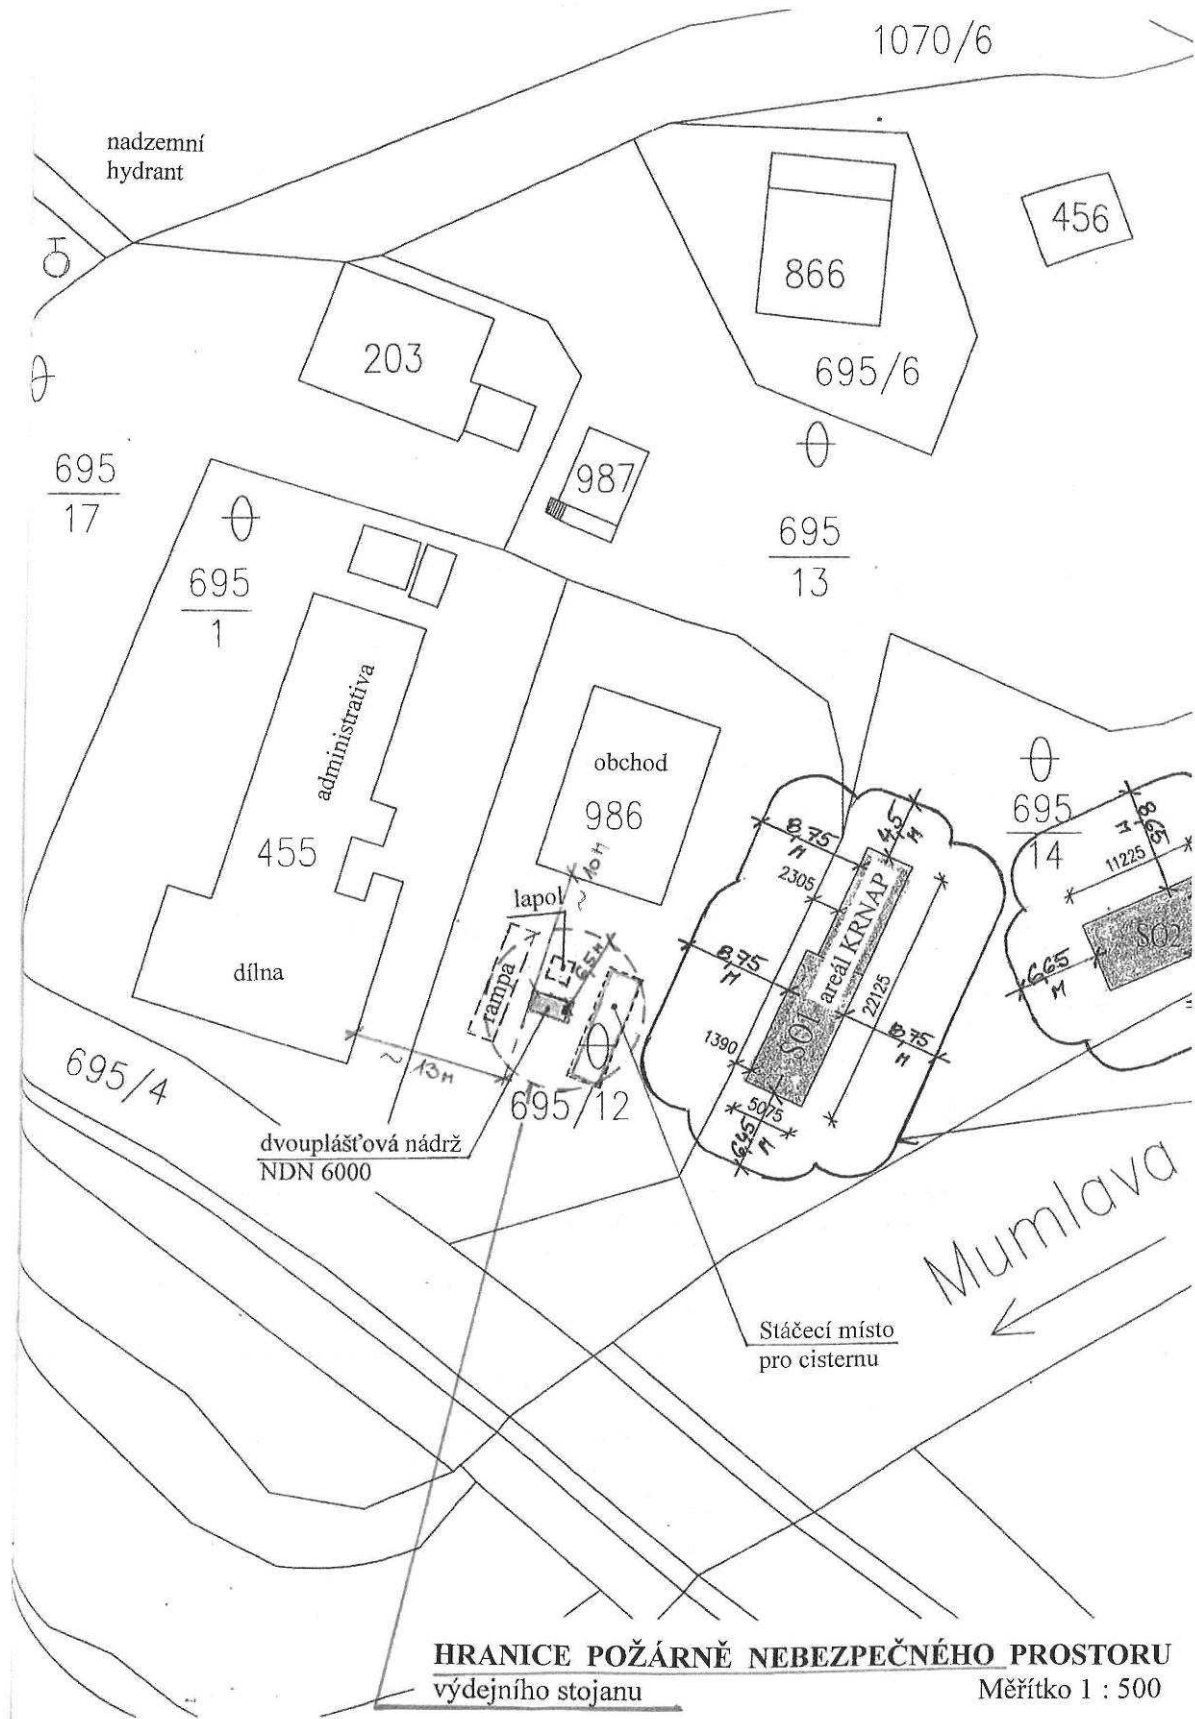 1070/6
nadzemní
hydrant
456
866
203
695/6
987
695
17
695
13
695
1
administrativa
obchod
986
695
14
8,65
M
11225
455
8,75
M
4,5
M
2305
~ 10 M
lapol
areál KRNAP
SO2
dílna
rampa
6,5 M
8,75
M
6,65
M
22125
SO1
1390
8,75
M
~ 13 M
695/4
695/12
5075
6,45
M
dvouplášťová nádrž
NDN 6000
Mumlava
Stáčecí místo
pro cisternu
HRANICE POŽÁRNĚ NEBEZPEČNÉHO PROSTORU
výdejního stojanu
Měřítko 1 : 500